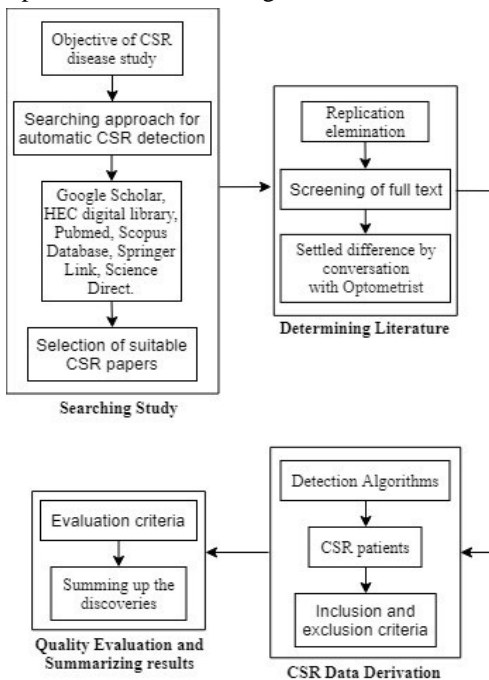 Objective of CSR
disease study
Searching approach for
automatic CSR detection
Google Scholar,
HEC digital library,
Pubmed, Scopus
Database, Springer
Link, Science
Direct.
Selection of suitable
CSR papers
Searching Study
Replication
elemination
Screening of full text
Settled difference by
conversation
with Optometrist
Determining Literature
Detection Algorithms
CSR patients
Inclusion and
exclusion criteria
CSR Data Derivation
Evaluation criteria
Summing up the
discoveries
Quality Evaluation and
Summarizing results